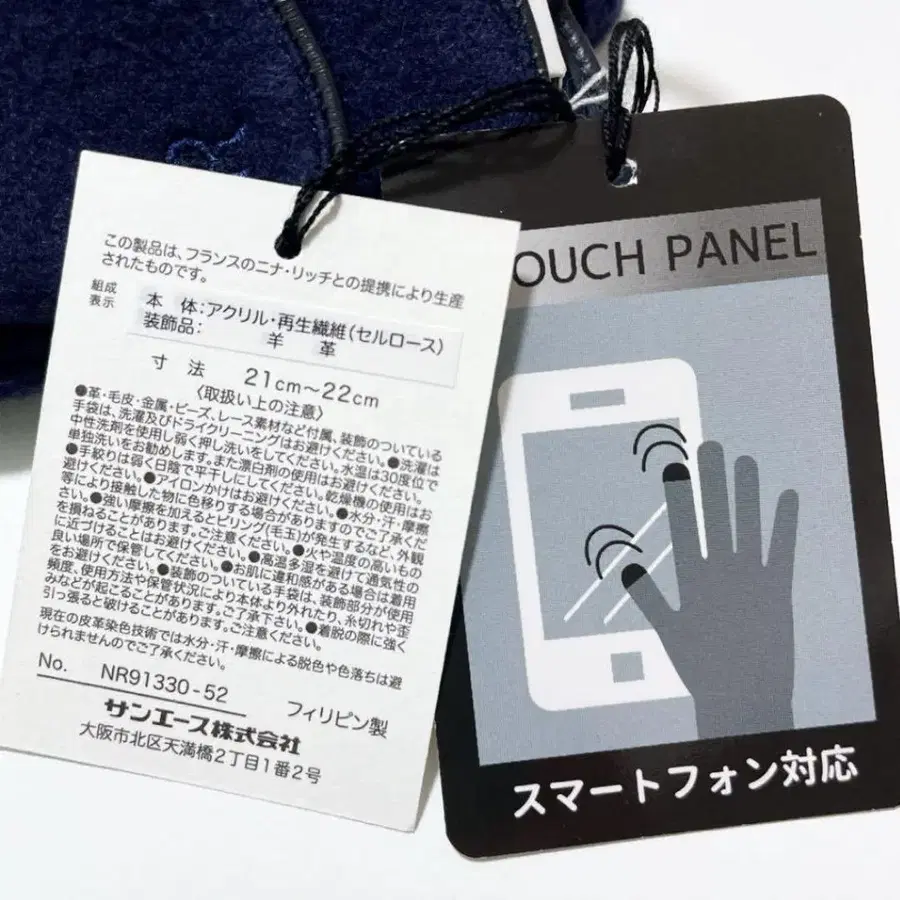 この製品は、フランスのニナ・リッチとの提携により生産
されたものです。
組成
表示
本 体：アクリル・再生繊維(セルロース)
装飾品： 羊 革
寸 法 21cm～22cm
〈取扱い上の注意〉
●革・毛皮・金属・ビーズ、レース素材など付属、装飾のついている
手袋は、洗濯及びドライクリーニングはお避けください。●洗濯は
中性洗剤を使用し弱く押し洗いをしてください。水温は30度位で
単独洗いをお勧めします。また漂白剤の使用はお避けください。
●手絞りは弱く日陰で平干しにしてください。乾燥機の使用はお
避けください。●アイロンかけはお避けください。●水分・汗・摩擦
等により接触した物に色移りする場合がありますのでご了承くだ
さい。●強い摩擦を加えるとピリング(毛玉)が発生するなど、外観
を損ねることがあります。ご注意ください。●火や温度の高いもの
に近づけることはお避けください。●高温多湿を避けて通気性の
良い場所で保管してください。●お肌に違和感がある場合は着用
をお避けください。●装飾のついている手袋は、装飾部分が使用
頻度、使用方法や保管状況により本体より外れたり、糸切れや歪
みなどが起こることがあります。ご了承下さい。●着脱の際に強く
引っ張ると破けることがあります。ご注意ください。
現在の皮革染色技術では水分・汗・摩擦による脱色や色落ちは避
けられませんのでご了承ください。
No. NR91330-52
フィリピン製
サンエース株式会社
大阪市北区天満橋2丁目1番2号
OUCH PANEL
スマートフォン対応